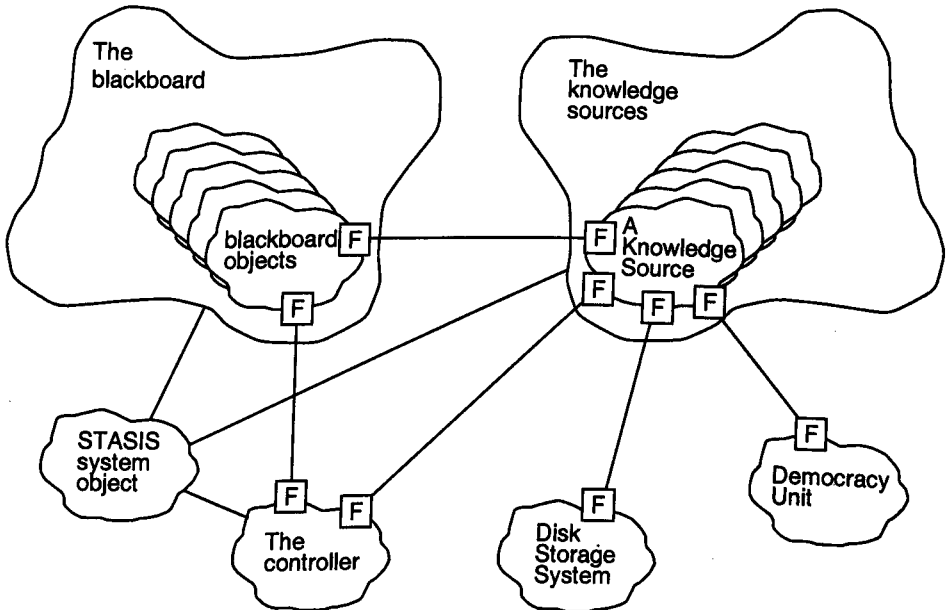 The
blackboard
The
knowledge
sources
blackboard
objects
F
F
A
Knowledge
Source
F
F
F
F
STASIS
system
object
F
F
The
controller
F
Disk
Storage
System
F
Democracy
Unit